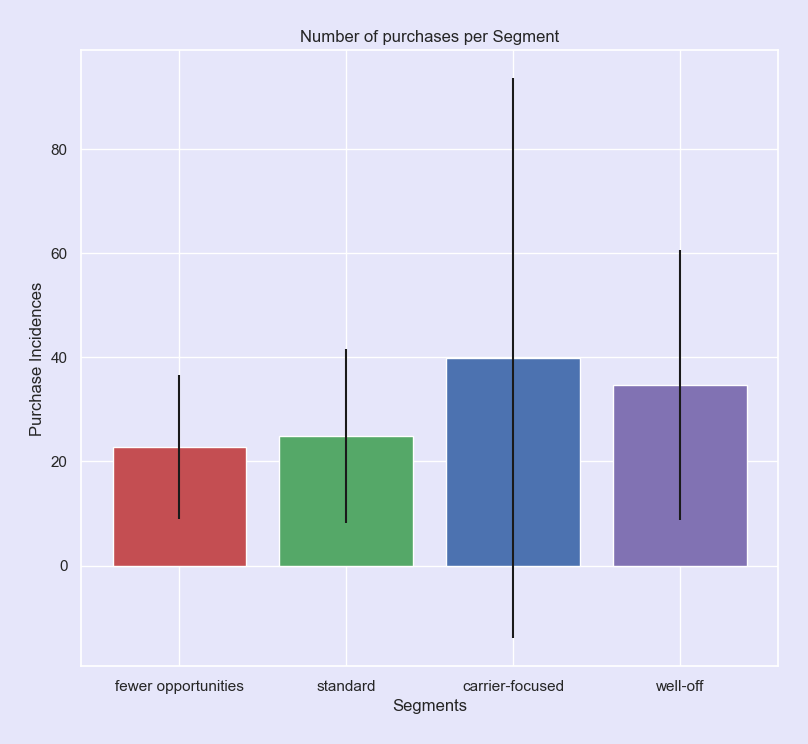 Number of purchases per Segment
80
60
40
20
0
Purchase Incidences
fewer opportunities standard carrier-focused well-off
Segments